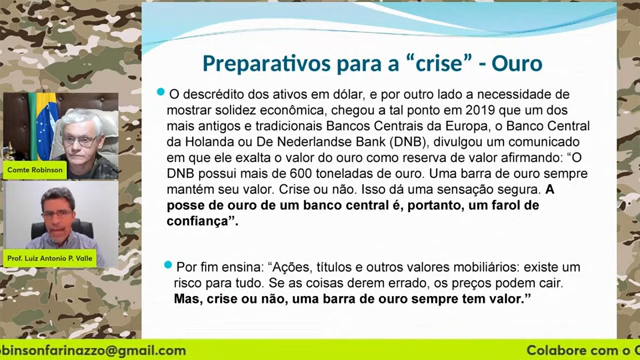 Preparativos para a “crise” - Ouro
O descrédito dos ativos em dólar, e por outro lado a necessidade de
mostrar solidez econômica, chegou a tal ponto em 2019 que um dos
mais antigos e tradicionais Bancos Centrais da Europa, o Banco Central
da Holanda ou De Nederlandse Bank (DNB), divulgou um comunicado
em que ele exalta o valor do ouro como reserva de valor afirmando: “O
DNB possui mais de 600 toneladas de ouro. Uma barra de ouro sempre
mantém seu valor. Crise ou não. Isso dá uma sensação segura. A
posse de ouro de um banco central é, portanto, um farol de
confiança”.
Por fim ensina: “Ações, títulos e outros valores mobiliários: existe um
risco para tudo. Se as coisas derem errado, os preços podem cair.
Mas, crise ou não, uma barra de ouro sempre tem valor.”
Comte Robinson
Prof. Luiz Antonio P. Valle
obinsonfarinazzo@gmail.com
Colabore com o C